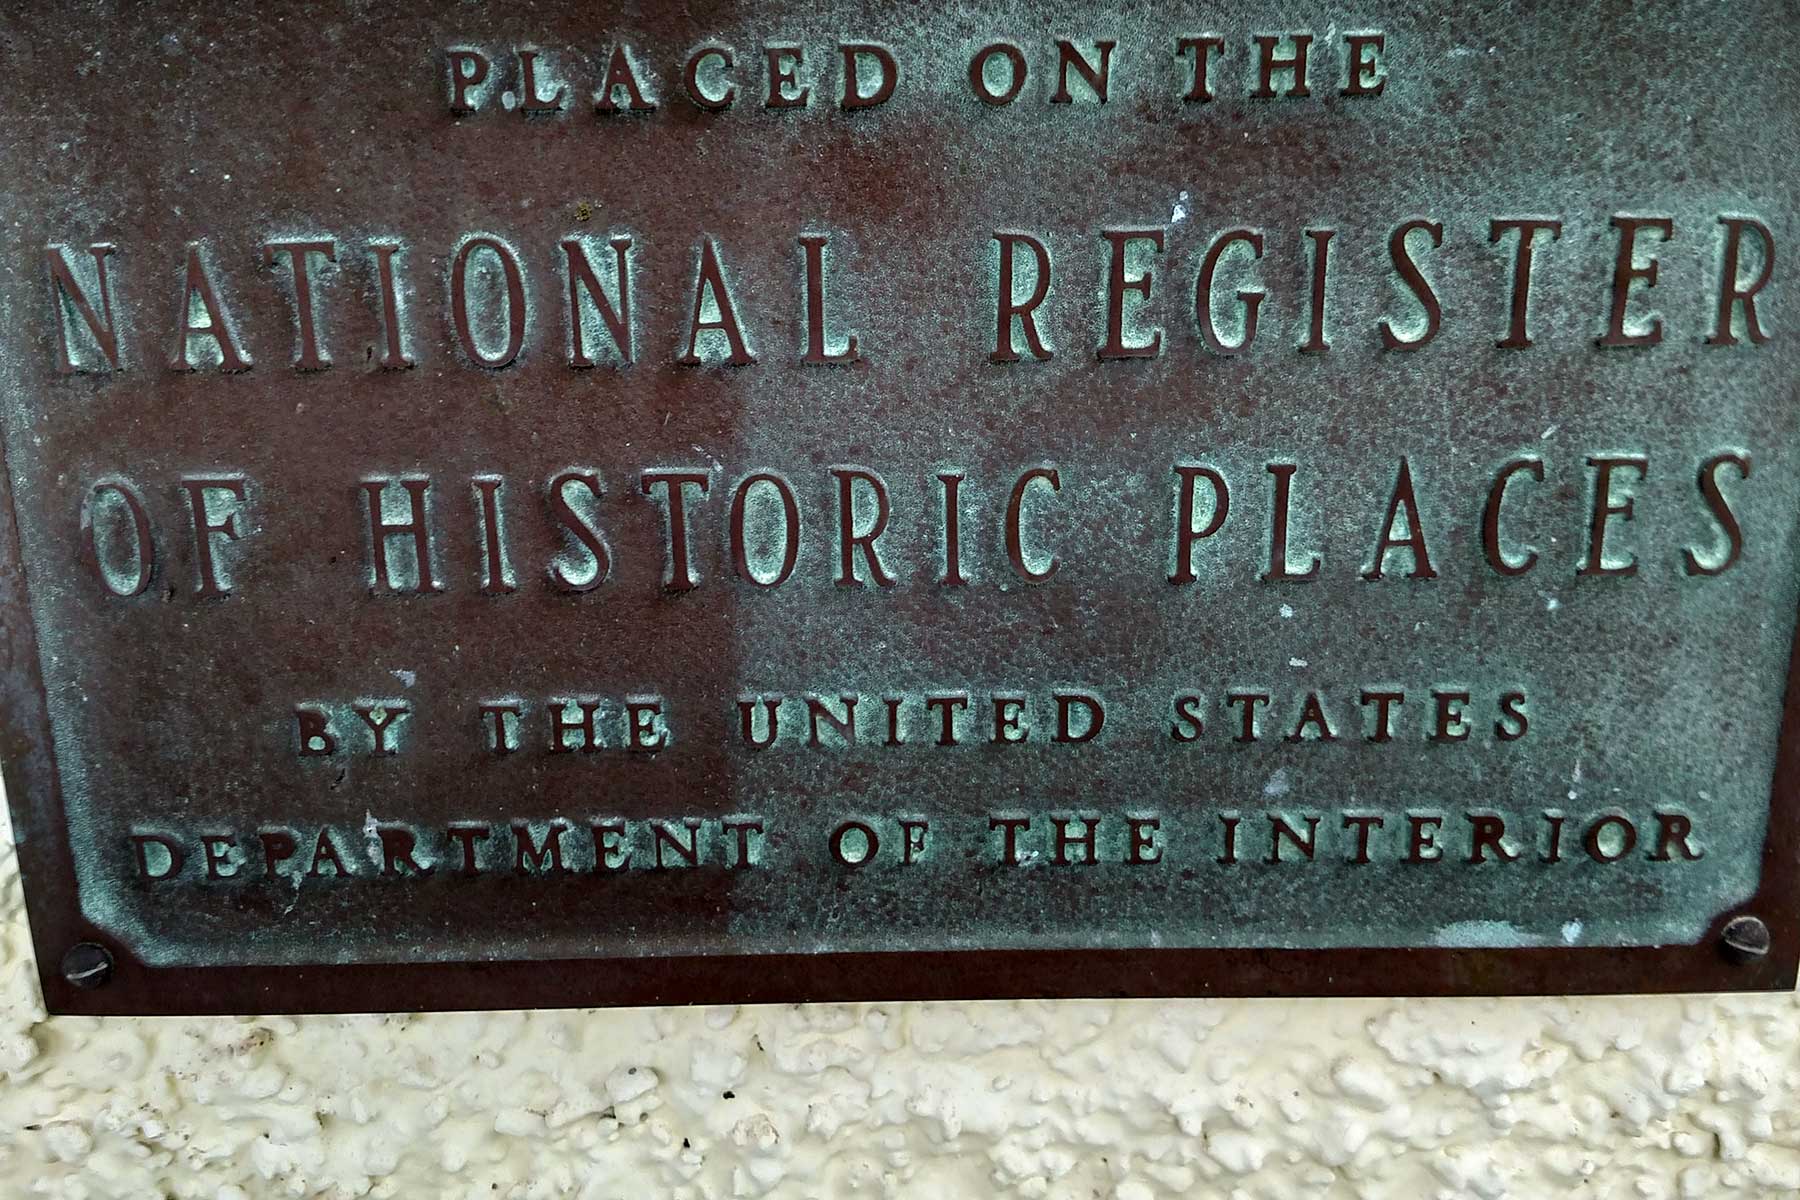 PLACED ON THE
NATIONAL REGISTER
OF HISTORIC PLACES
BY THE UNITED STATES
DEPARTMENT OF THE INTERIOR